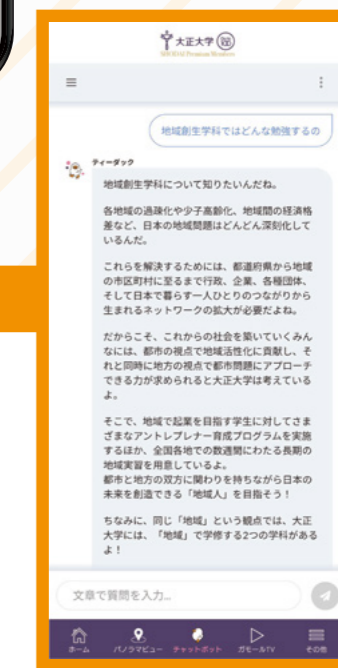 大正大学
地域創生学科ではどんな勉強するの
ティーダック
地域創生学科について知りたいんだね。
各地域の過疎化や少子高齢化、地域間の経済格
差など、日本の地域問題はどんどん深刻化して
いるんだ。
これらを解決するためには、都道府県から地域
の市区町村に至るまで行政、企業、各種団体、
そして日本で暮らす一人ひとりのつながりから
生まれるネットワークの拡大が必要だよね。
だからこそ、これからの社会を築いていくみん
なには、都市の視点で地域活性化に貢献し、そ
れと同時に地方の視点で都市問題にアプローチ
できる力が求められると大正大学は考えている
よ。
そこで、地域で起業を目指す学生に対してさま
ざまなアントレプレナー育成プログラムを実施
するほか、全国各地での数週間にわたる長期の
地域実習を用意しているよ。
都市と地方の双方に関わりを持ちながら日本の
未来を創造できる「地域人」を目指そう！
ちなみに、同じ「地域」という観点では、大正
大学には、「地域」で学修する2つの学科がある
よ！
文章で質問を入力...
ホーム パノラマビュー チャットボット ガモールTV その他